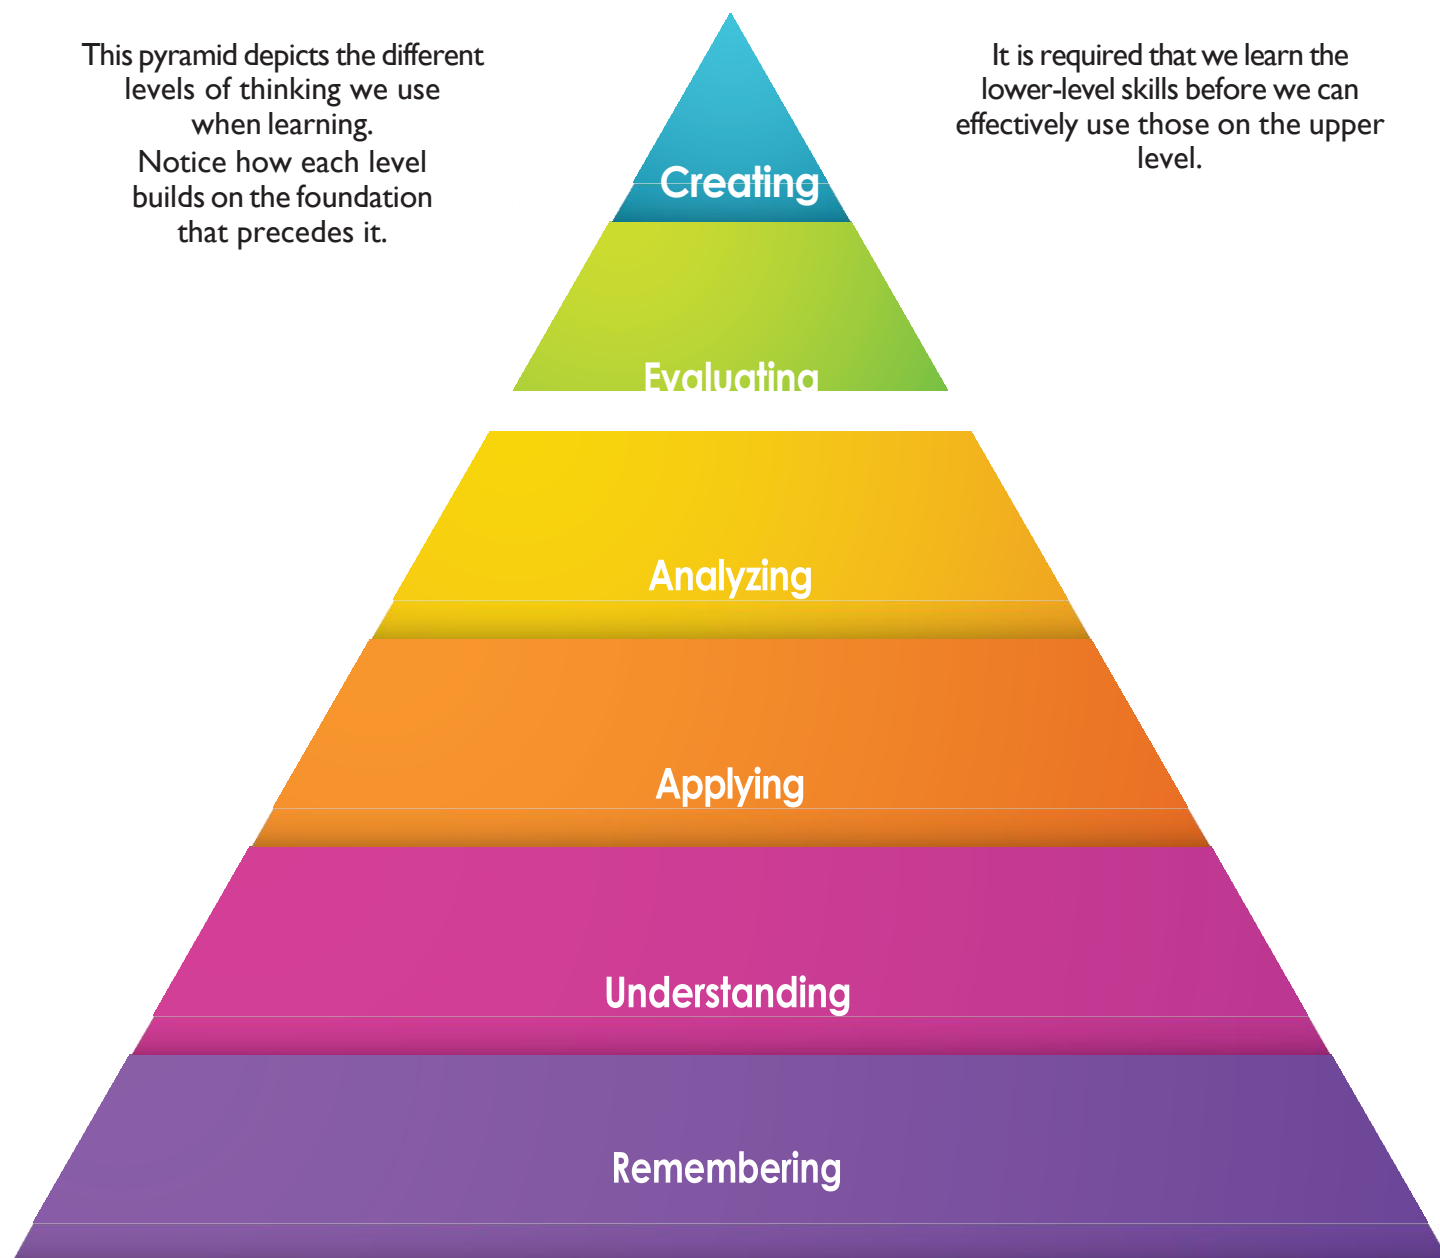 This pyramid depicts the different
levels of thinking we use
when learning.
Notice how each level
builds on the foundation
that precedes it.
It is required that we learn the
lower-level skills before we can
effectively use those on the upper
level.
Creating
Evaluating
Analyzing
Applying
Understanding
Remembering